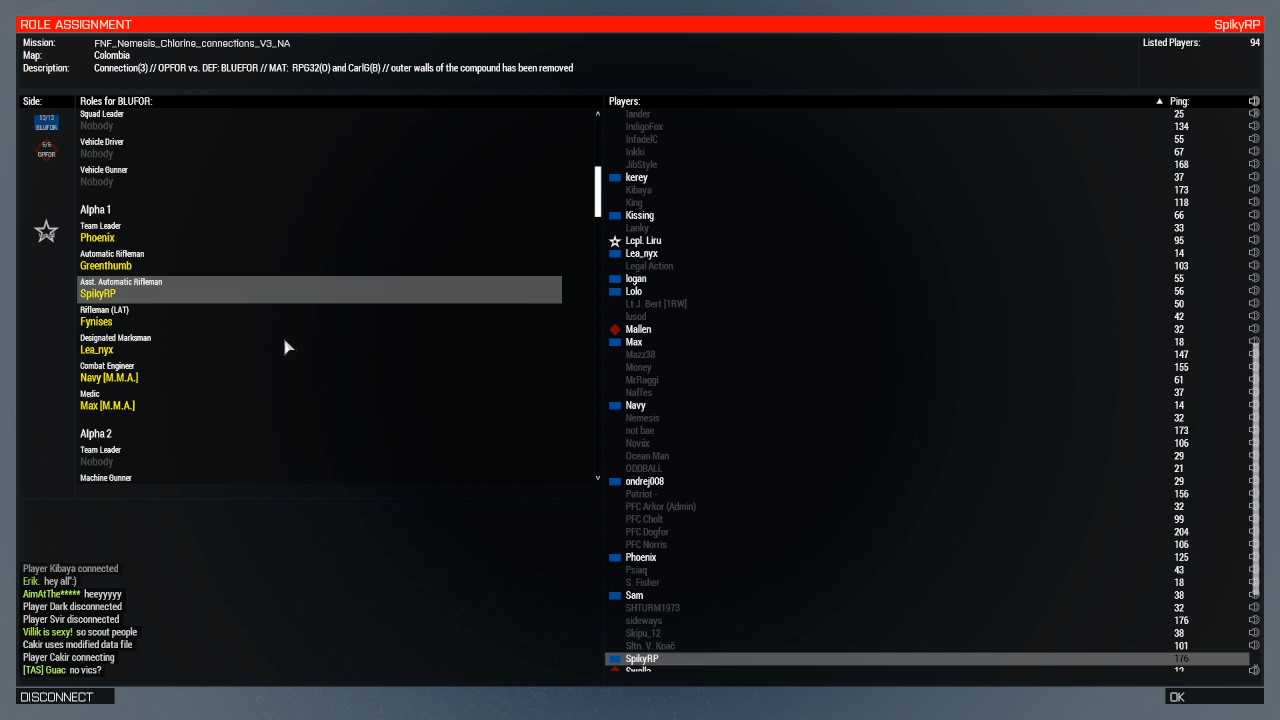 ROLE ASSIGNMENT
SpikyRP
Mission: FNF_Nemesis_Chlorine_connections_V3_NA
Listed Players: 94
Map: Colombia
Description: Connection(3) // OPFOR vs. DEF: BLUEFOR // MAT: RPG32(O) and CarlG(B) // outer walls of the compound has been removed
Side:
13/13
BLUFOR
5/5
OPFOR
Roles for BLUFOR:
Squad Leader
Nobody
Vehicle Driver
Nobody
Vehicle Gunner
Nobody
Alpha 1
Team Leader
Phoenix
Automatic Rifleman
Greenthumb
Asst. Automatic Rifleman
SpikyRP
Rifleman (LAT)
Fynises
Designated Marksman
Lea_nyx
Combat Engineer
Navy [M.M.A.]
Medic
Max [M.M.A.]
Alpha 2
Team Leader
Nobody
Machine Gunner
Players: Ping:
lander 25
IndigoFox 134
InfadelC 55
Inkki 67
JibStyle 168
kerey 37
Kibaya 173
King 118
Kissing 66
Lanky 33
Lcpl. Liru 95
Lea_nyx 14
Legal Action 103
logan 55
Lolo 56
Lt J. Bert [1RW] 50
lusod 42
Mallen 32
Max 18
Mazz38 147
Money 155
MrRaggi 61
Naffes 37
Navy 14
Nemesis 32
not bae 173
Noviix 106
Ocean Man 29
ODDBALL 21
ondrej008 29
Patriot - 156
PFC Arkor (Admin) 32
PFC Cholt 99
PFC Dogfor 204
PFC Norris 106
Phoenix 125
Psiaq 43
S. Fisher 18
Sam 38
SHTURM1973 32
sideways 176
Skipu_12 38
Sltn. V. Koač 101
SpikyRP 176
Swolla 12
Player Kibaya connected
Erik. hey all":)
AimAtThe***** heeyyyyy
Player Dark disconnected
Player Svir disconnected
Villik is sexy! so scout people
Cakir uses modified data file
Player Cakir connecting
[TAS] Guac no vics?
DISCONNECT
OK